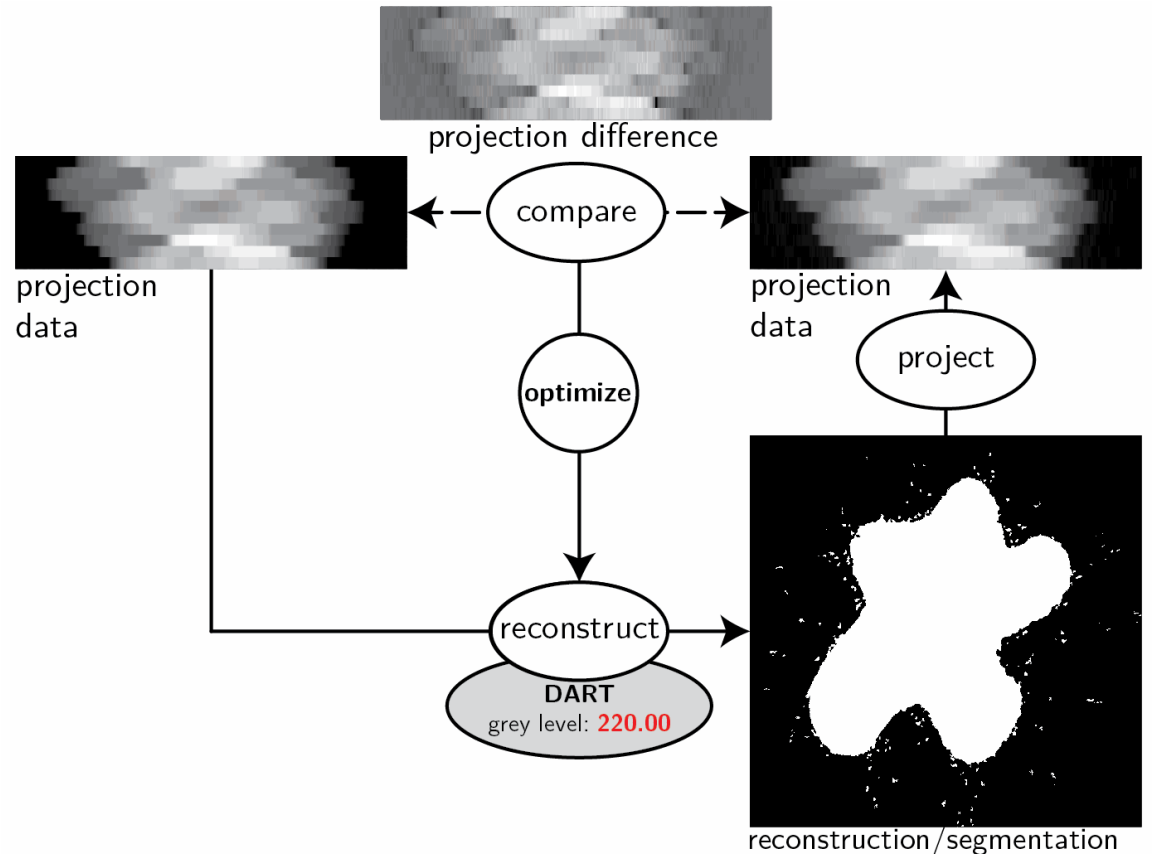 projection difference
compare
projection
data
projection
data
project
optimize
reconstruct
DART
grey level: 220.00
reconstruction/segmentation